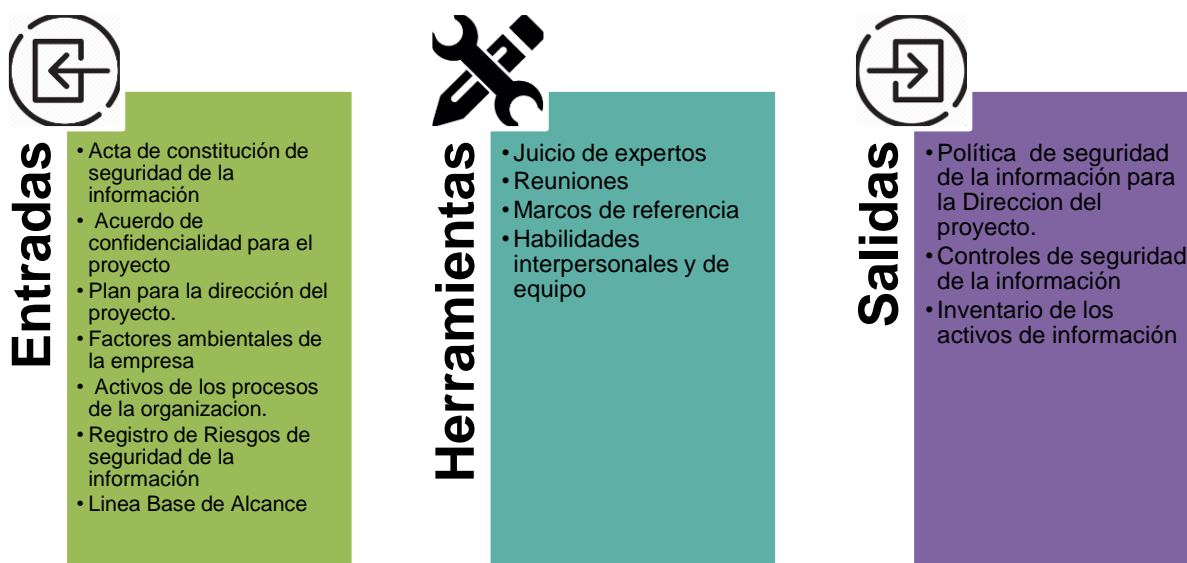 Entradas
• Acta de constitución de
seguridad de la
información
• Acuerdo de
confidencialidad para el
proyecto
• Plan para la dirección del
proyecto.
• Factores ambientales de
la empresa
• Activos de los procesos
de la organizacion.
• Registro de Riesgos de
seguridad de la
información
• Linea Base de Alcance
Herramientas
• Juicio de expertos
• Reuniones
• Marcos de referencia
• Habilidades
interpersonales y de
equipo
Salidas
• Política de seguridad
de la información para
la Direccion del
proyecto.
• Controles de seguridad
de la información
• Inventario de los
activos de información